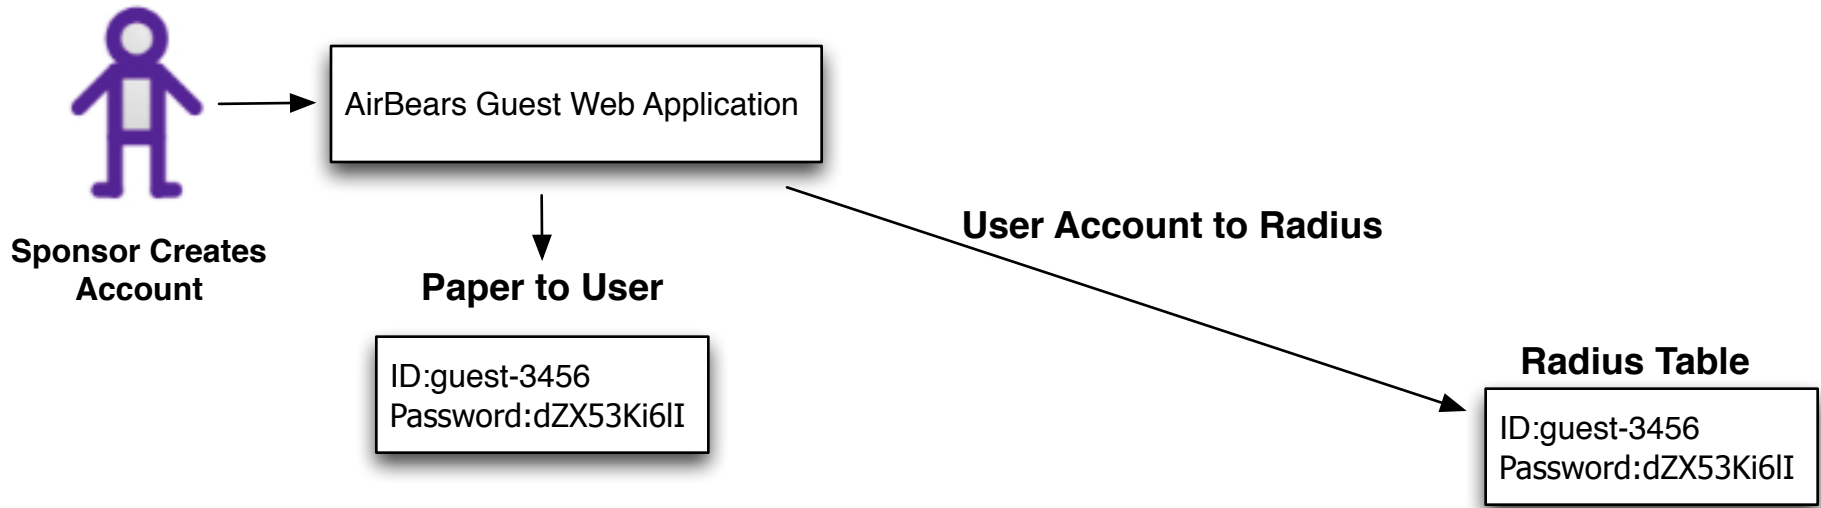 AirBears Guest Web Application
Sponsor Creates
Account
Paper to User
User Account to Radius
ID:guest-3456
Password:dZX53Ki6lI
Radius Table
ID:guest-3456
Password:dZX53Ki6lI